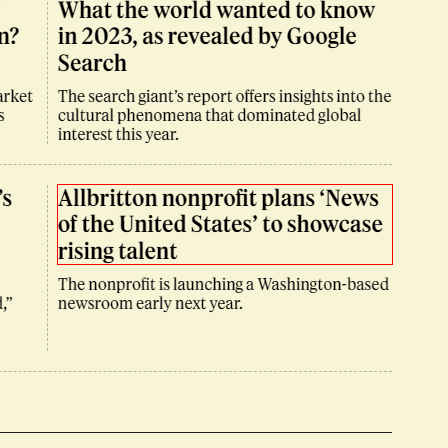 What the world wanted to know
n?
in 2023, as revealed by Google
Search
arket
The search giant's report offers insights into the
s
cultural phenomena that dominated global
interest this year.
's
Allbritton nonprofit plans ‘News
of the United States’ to showcase
rising talent
The nonprofit is launching a Washington-based
d,”
newsroom early next year.